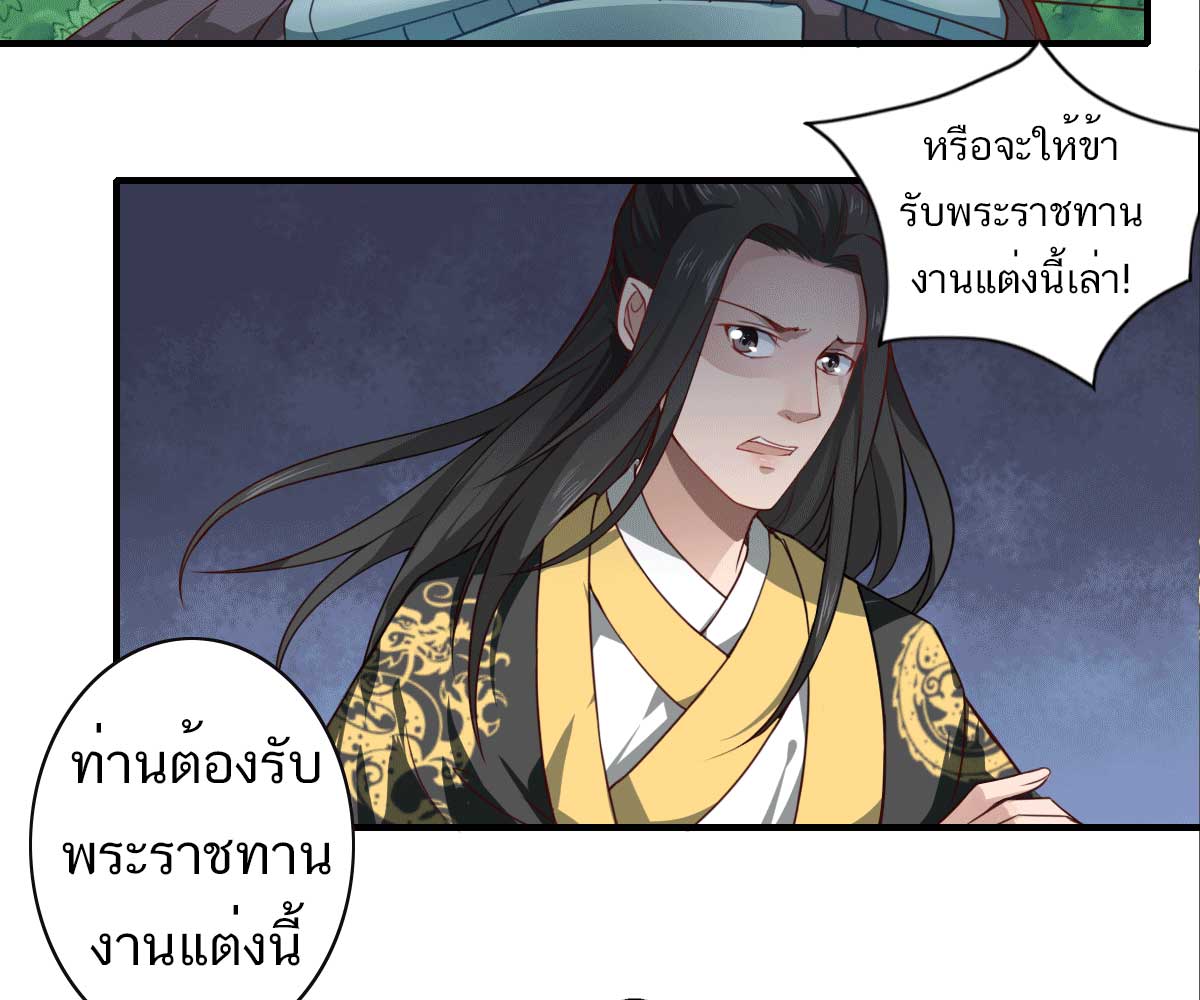 หรือจะให้ข้า
รับพระราชทาน
งานแต่งนี้เล่า!
ท่านต้องรับ
พระราชทาน
งานแต่งนี้